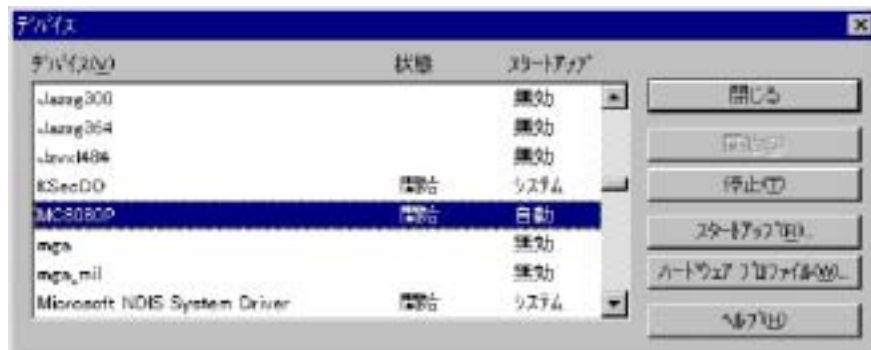 デバイス
デバイス(V) 状態 スタートアップ
Jazzg300 無効
Jazzg364 無効
Jzvxl484 無効
KSecDD 開始 システム
MC8080P 開始 自動
mga 無効
mga_mil 無効
Microsoft NDIS System Driver 開始 システム
閉じる
停止(T)
スタートアップ(R)...
ハードウェア プロファイル(W)...
ヘルプ(H)